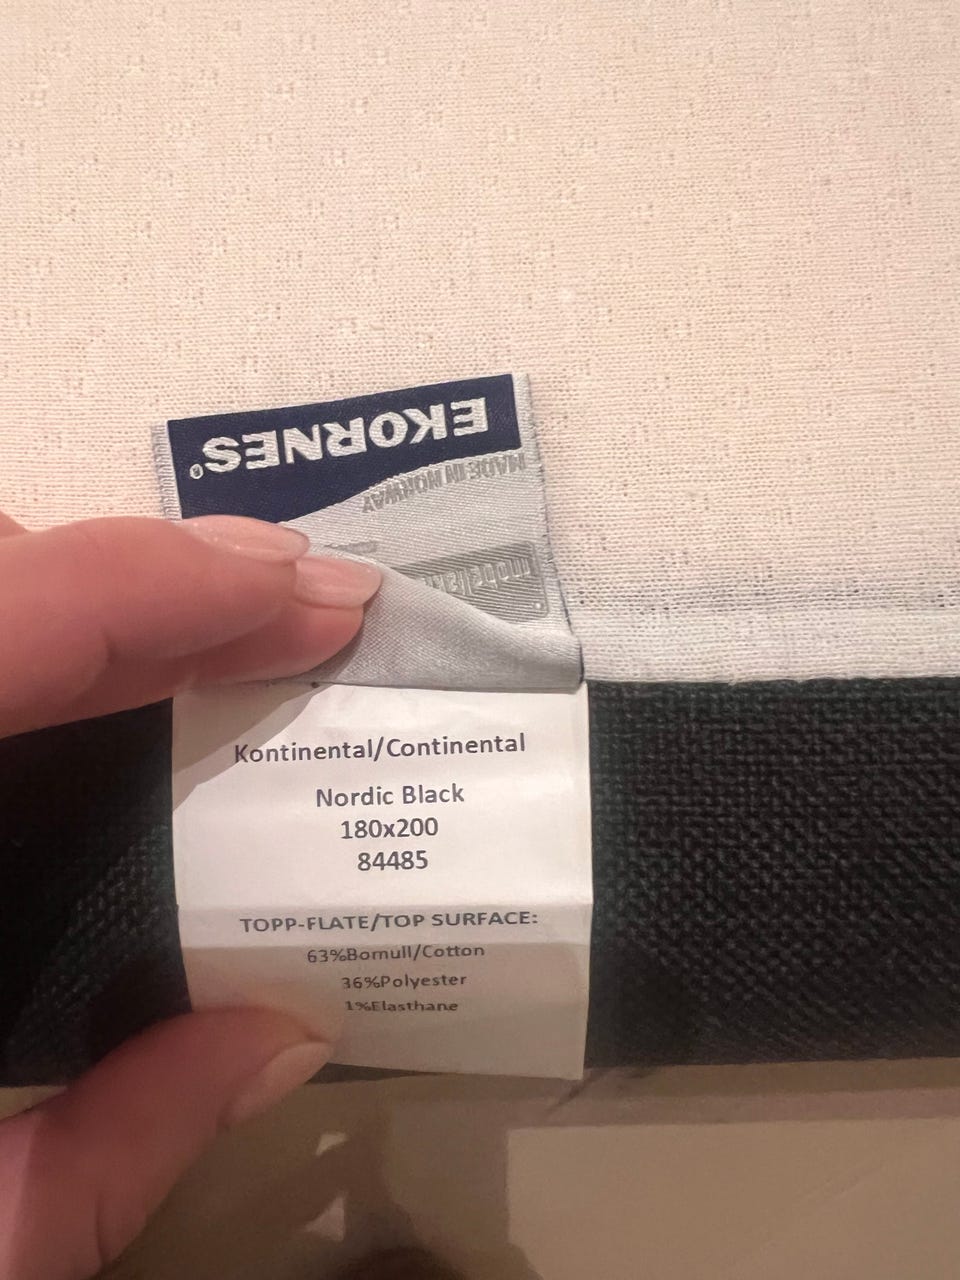 EKORNES®
MADE IN NORWAY
Kontinental/Continental
Nordic Black
180x200
84485
TOPP-FLATE/TOP SURFACE:
63%Bomull/Cotton
36%Polyester
1%Elasthane